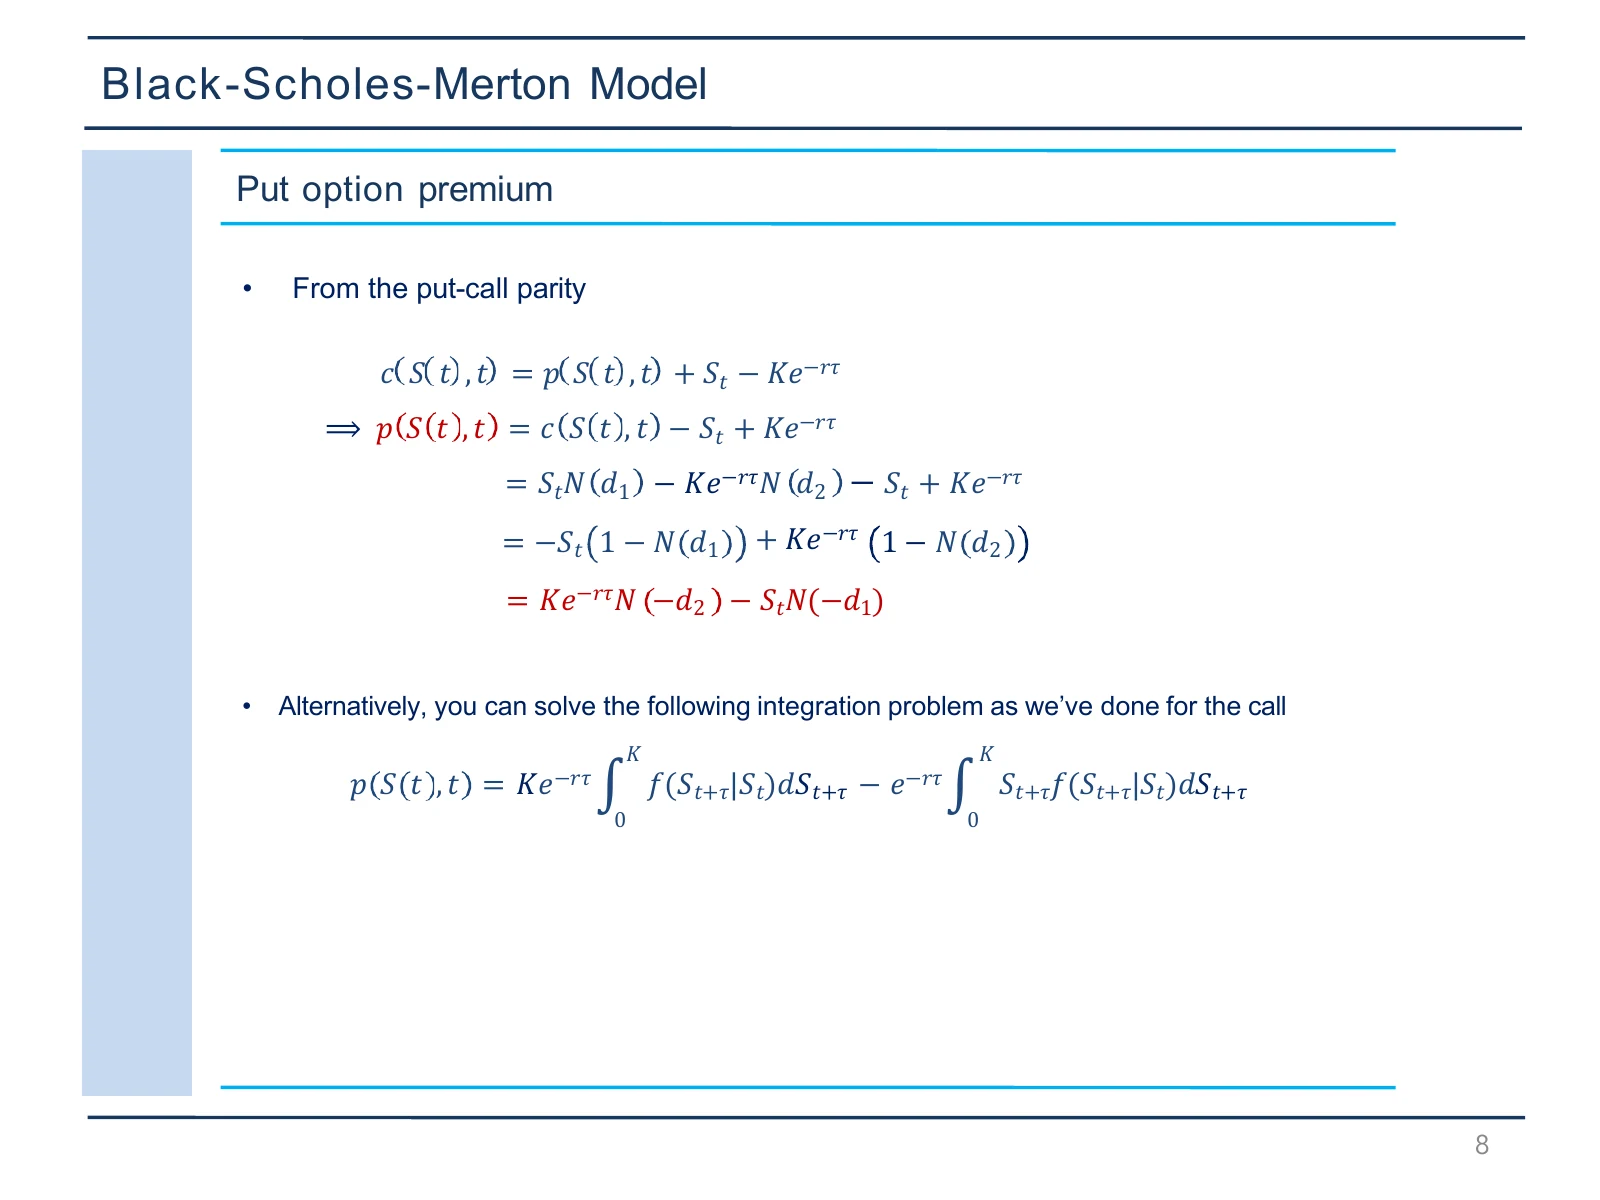 Black-Scholes-Merton Model
Put option premium
• From the put-call parity
c(S(t),t) = p(S(t),t) + S_t − Ke^{−rτ}
⟹ p(S(t),t) = c(S(t),t) − S_t + Ke^{−rτ}
= S_tN(d_1) − Ke^{−rτ}N(d_2) − S_t + Ke^{−rτ}
= −S_t(1 − N(d_1)) + Ke^{−rτ}(1 − N(d_2))
= Ke^{−rτ}N(−d_2) − S_tN(−d_1)
• Alternatively, you can solve the following integration problem as we’ve done for the call
p(S(t),t) = Ke^{−rτ} ∫_0^K f(S_{t+τ}|S_t)dS_{t+τ} − e^{−rτ} ∫_0^K S_{t+τ}f(S_{t+τ}|S_t)dS_{t+τ}
8